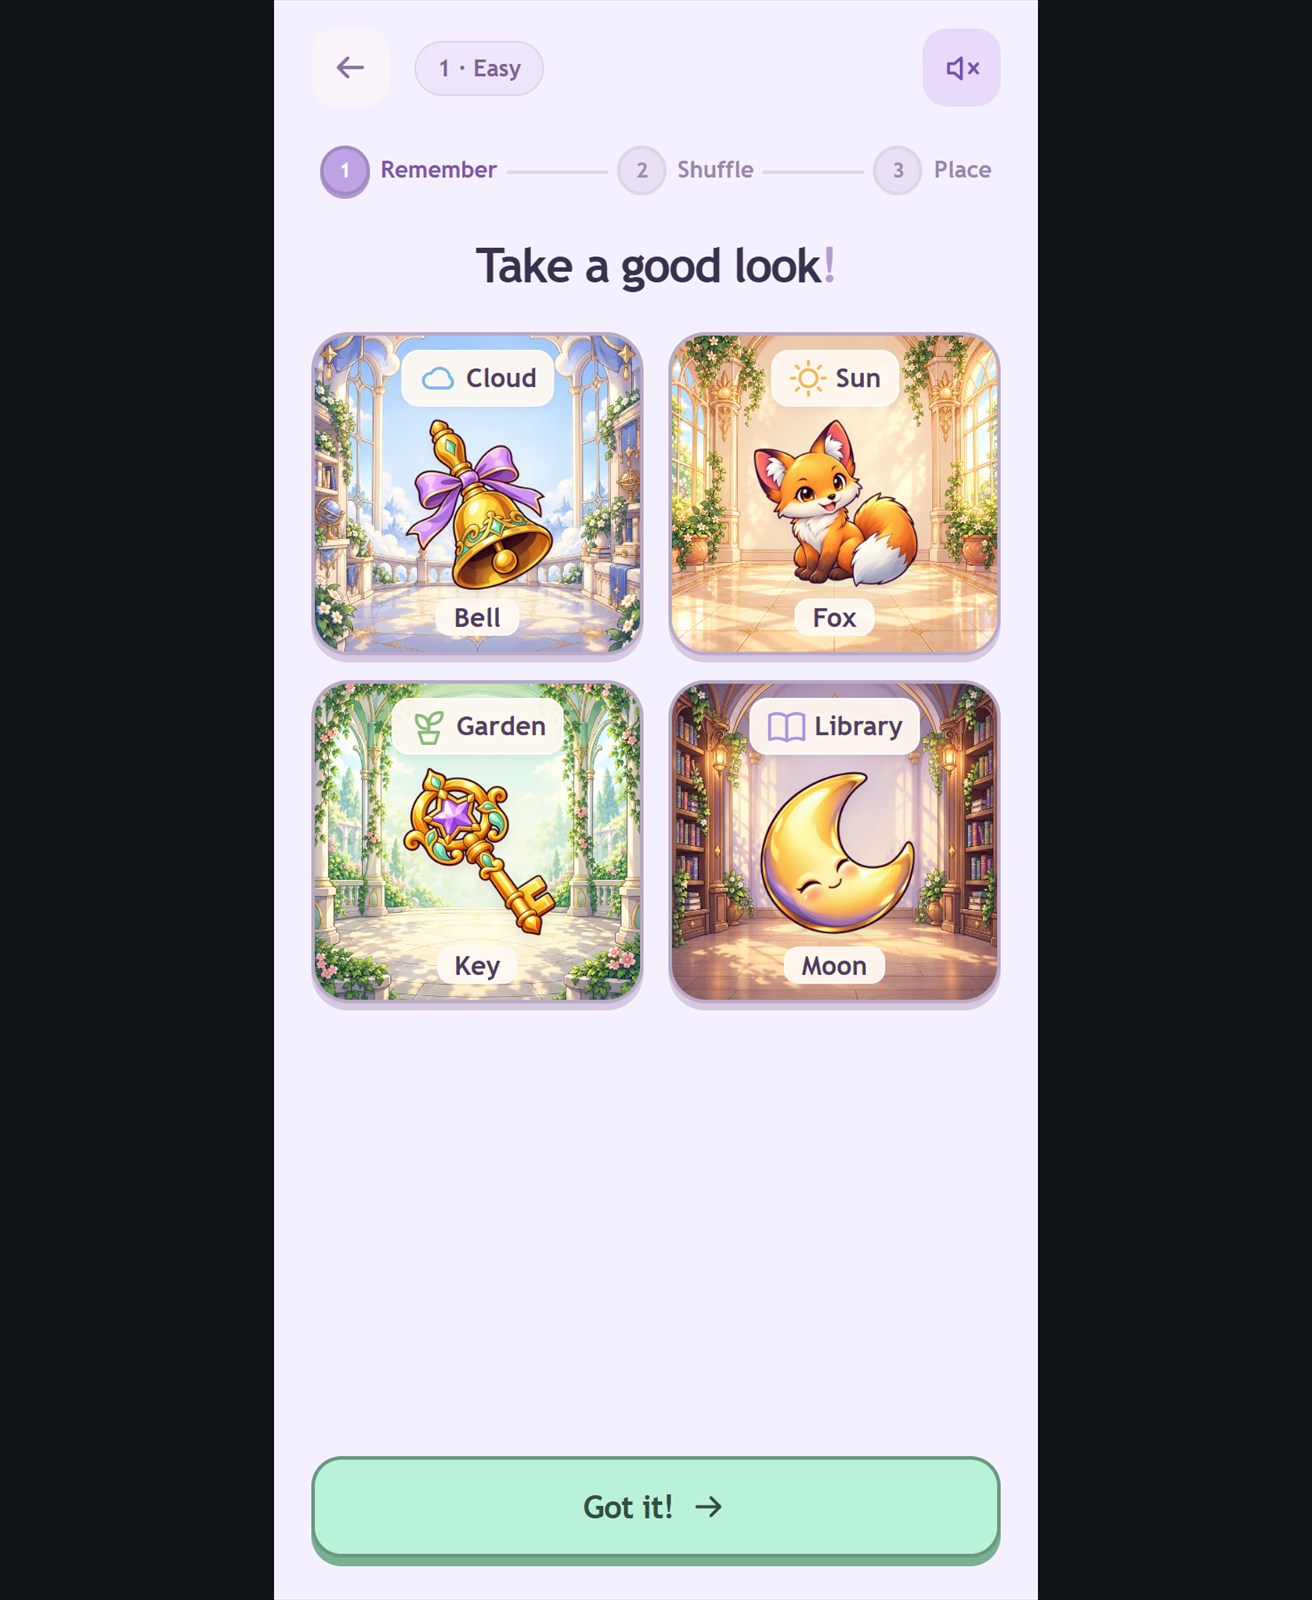 1 · Easy
1 Remember 2 Shuffle 3 Place
Take a good look!
Cloud
Bell
Sun
Fox
Garden
Key
Library
Moon
Got it! →